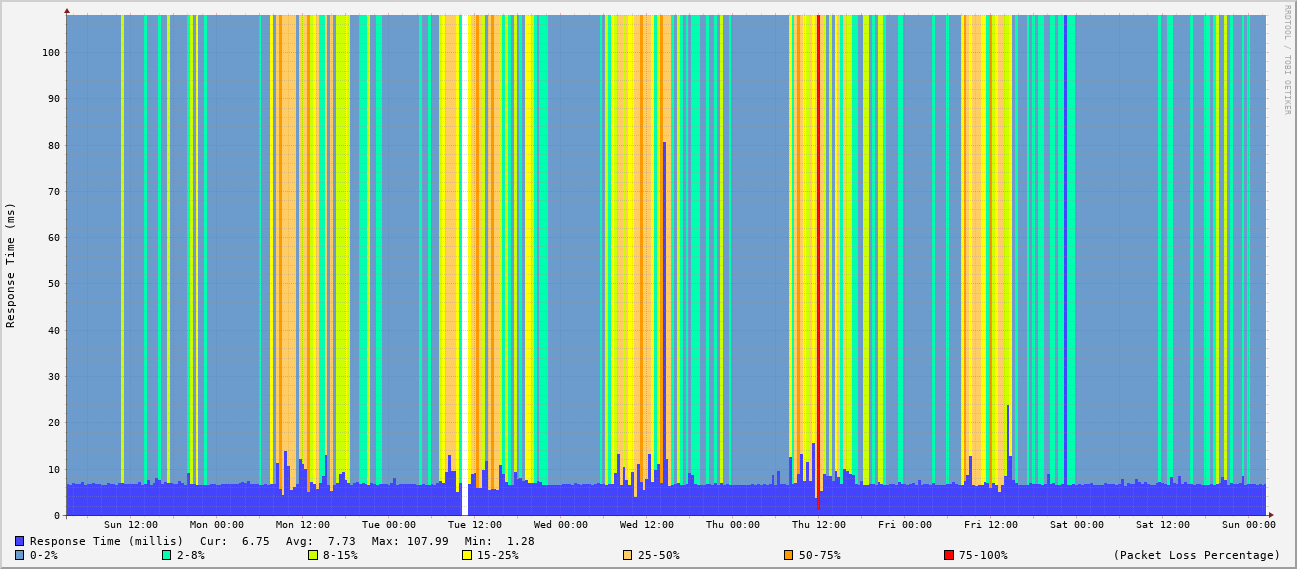 RRDTOOL / TOBI OETIKER
Response Time (ms)
100
90
80
70
60
50
40
30
20
10
0
Sun 12:00 Mon 00:00 Mon 12:00 Tue 00:00 Tue 12:00 Wed 00:00 Wed 12:00 Thu 00:00 Thu 12:00 Fri 00:00 Fri 12:00 Sat 00:00 Sat 12:00 Sun 00:00
Response Time (millis) Cur: 6.75 Avg: 7.73 Max: 107.99 Min: 1.28
0-2% 2-8% 8-15% 15-25% 25-50% 50-75% 75-100% (Packet Loss Percentage)